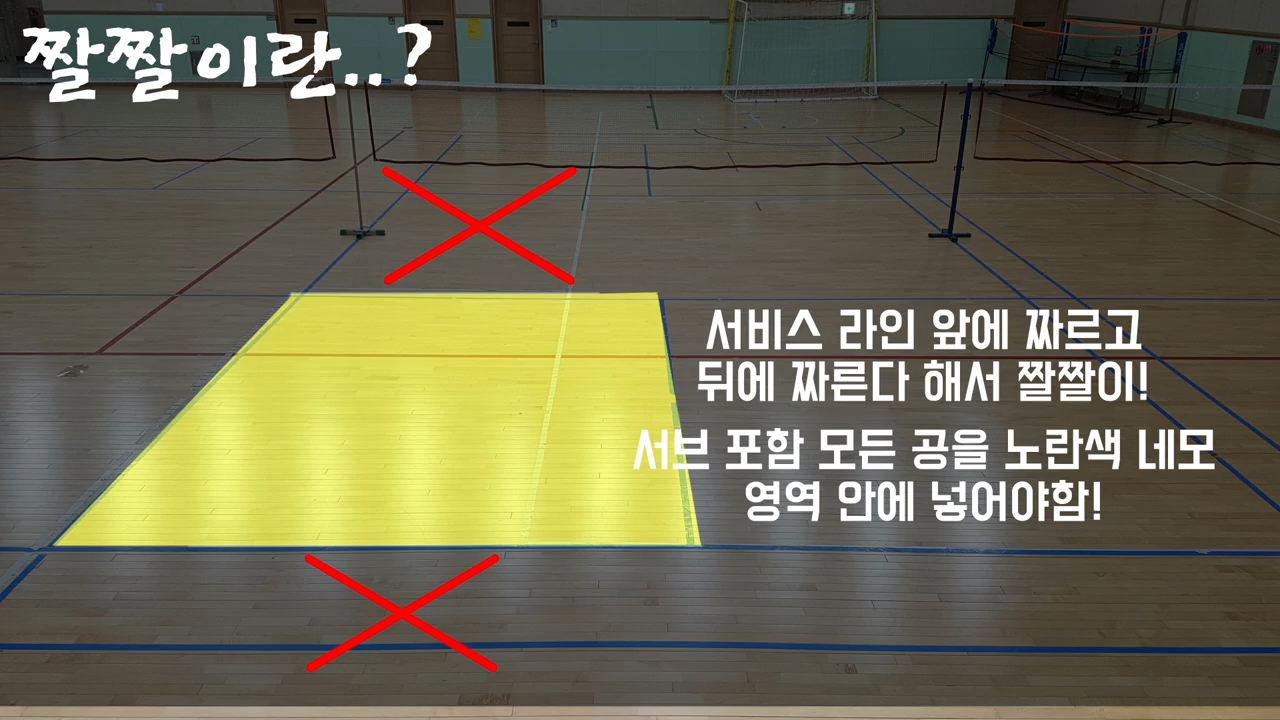 짤짤이란..?
서비스 라인 앞에 짜르고
뒤에 짜른다 해서 짤짤이!
서브 포함 모든 공을 노란색 네모
영역 안에 넣어야함!